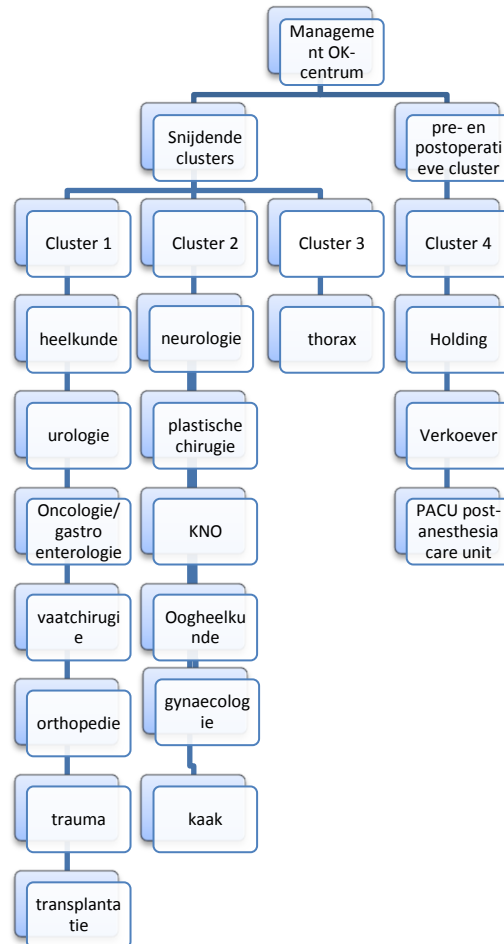 Manageme
nt OK-
centrum
Snijdende
clusters
pre- en
postoperati
eve cluster
Cluster 1
Cluster 2
Cluster 3
Cluster 4
heelkunde
neurologie
thorax
Holding
urologie
plastische
chirugie
Verkoever
Oncologie/
gastro
enterologie
KNO
PACU post-
anesthesia
care unit
vaatchirugi
e
Oogheelku
nde
orthopedie
gynaecolog
ie
trauma
kaak
transplanta
tie